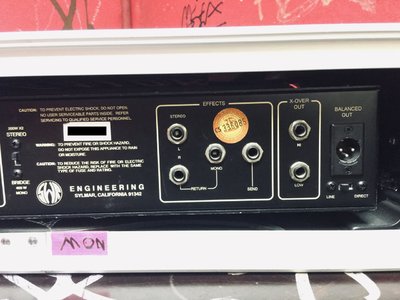 CAUTION: TO PREVENT ELECTRIC SHOCK, DO NOT OPEN.
NO USER SERVICEABLE PARTS INSIDE. REFER
SERVICING TO QUALIFIED SERVICE PERSONNEL.
200W X2
STEREO
WARNING: TO PREVENT FIRE OR SHOCK HAZARD,
DO NOT EXPOSE THIS APPLIANCE TO RAIN
OR MOISTURE.
CAUTION: TO REDUCE THE RISK OF FIRE OR ELECTRIC
SHOCK HAZARD, REPLACE WITH THE SAME
TYPE OF FUSE AND RATING.
BRIDGE
400 W
MONO
ENGINEERING
SYLMAR, CALIFORNIA 91342
EFFECTS
STEREO
L
R
MONO
RETURN
SEND
X-OVER
OUT
HI
LOW
BALANCED
OUT
LINE
DIRECT
MON